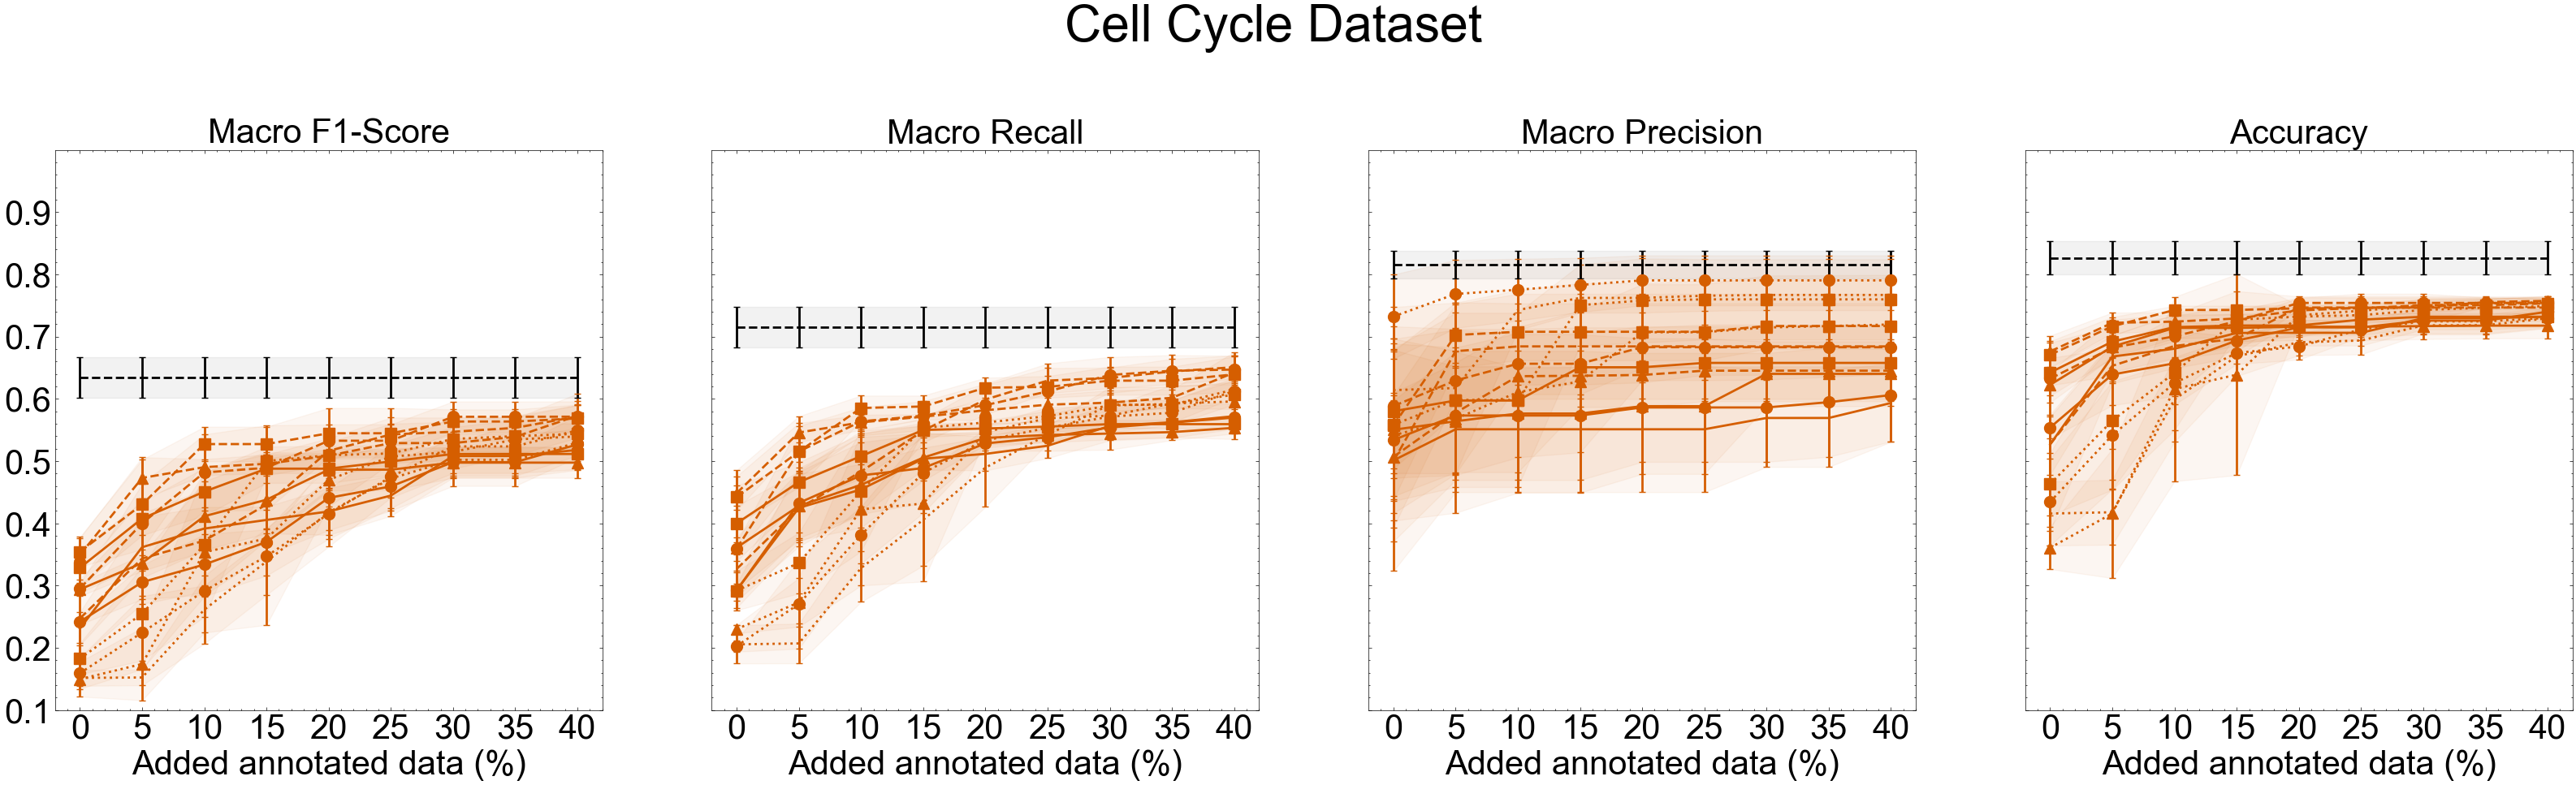 Cell Cycle Dataset
Macro F1-Score
Macro Recall
Macro Precision
Accuracy
0.9
0.8
0.7
0.6
0.5
0.4
0.3
0.2
0.1
0 5 10 15 20 25 30 35 40
0 5 10 15 20 25 30 35 40
0 5 10 15 20 25 30 35 40
0 5 10 15 20 25 30 35 40
Added annotated data (%)
Added annotated data (%)
Added annotated data (%)
Added annotated data (%)